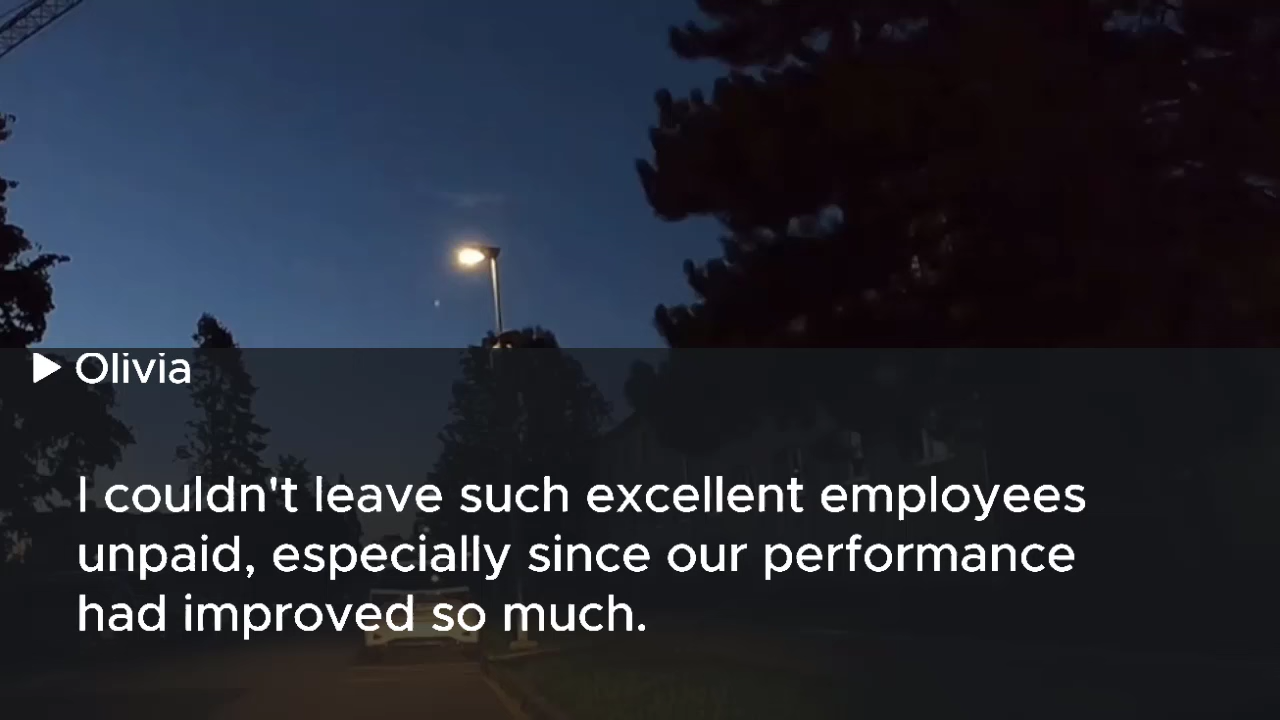 Olivia
I couldn't leave such excellent employees
unpaid, especially since our performance
had improved so much.